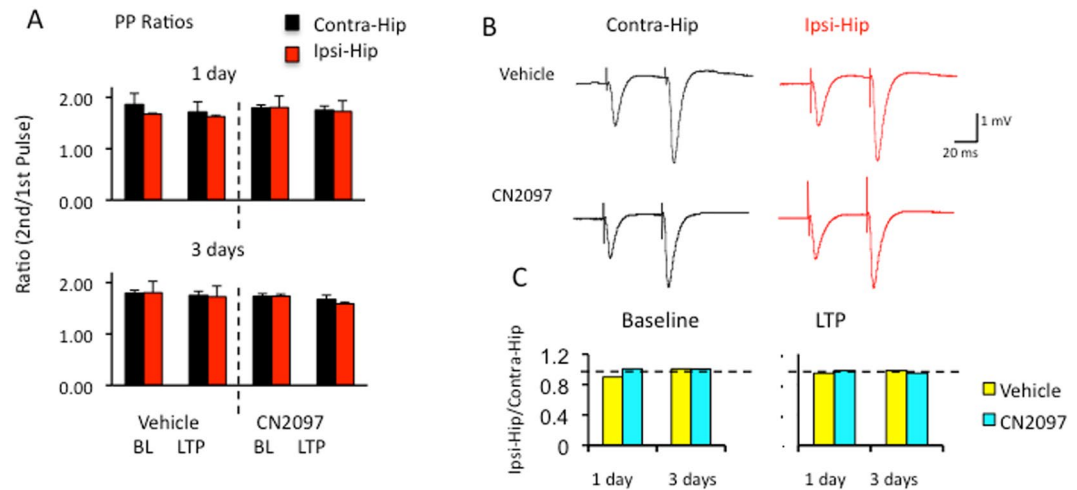 A
PP Ratios
Contra-Hip
Ipsi-Hip
1 day
2.00
1.00
0.00
3 days
2.00
1.00
0.00
Ratio (2nd/1st Pulse)
Vehicle
CN2097
BL LTP BL LTP
B
Contra-Hip
Ipsi-Hip
Vehicle
1 mV
20 ms
CN2097
C
Baseline
LTP
Ipsi-Hip/Contra-Hip
1.2
0.8
0.4
0
1 day 3 days
1 day 3 days
Vehicle
CN2097